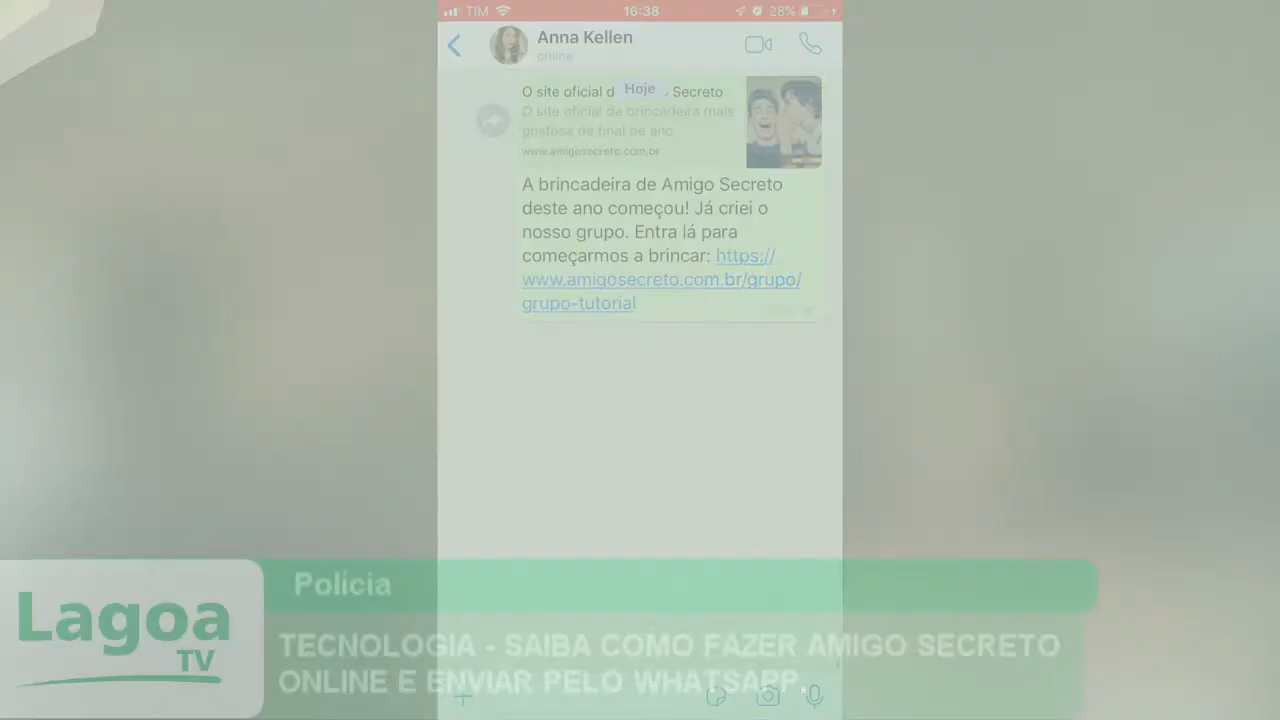 TIM
16:38
28%
Anna Kellen
online
Hoje
O site oficial d
Secreto
O site oficial da brincadeira mais
gostosa de final de ano
www.amigosecreto.com.br
A brincadeira de Amigo Secreto
deste ano começou! Já criei o
nosso grupo. Entra lá para
começarmos a brincar: https://
www.amigosecreto.com.br/grupo/
grupo-tutorial
Polícia
Lagoa
TV
TECNOLOGIA - SAIBA COMO FAZER AMIGO SECRETO
ONLINE E ENVIAR PELO WHATSAPP